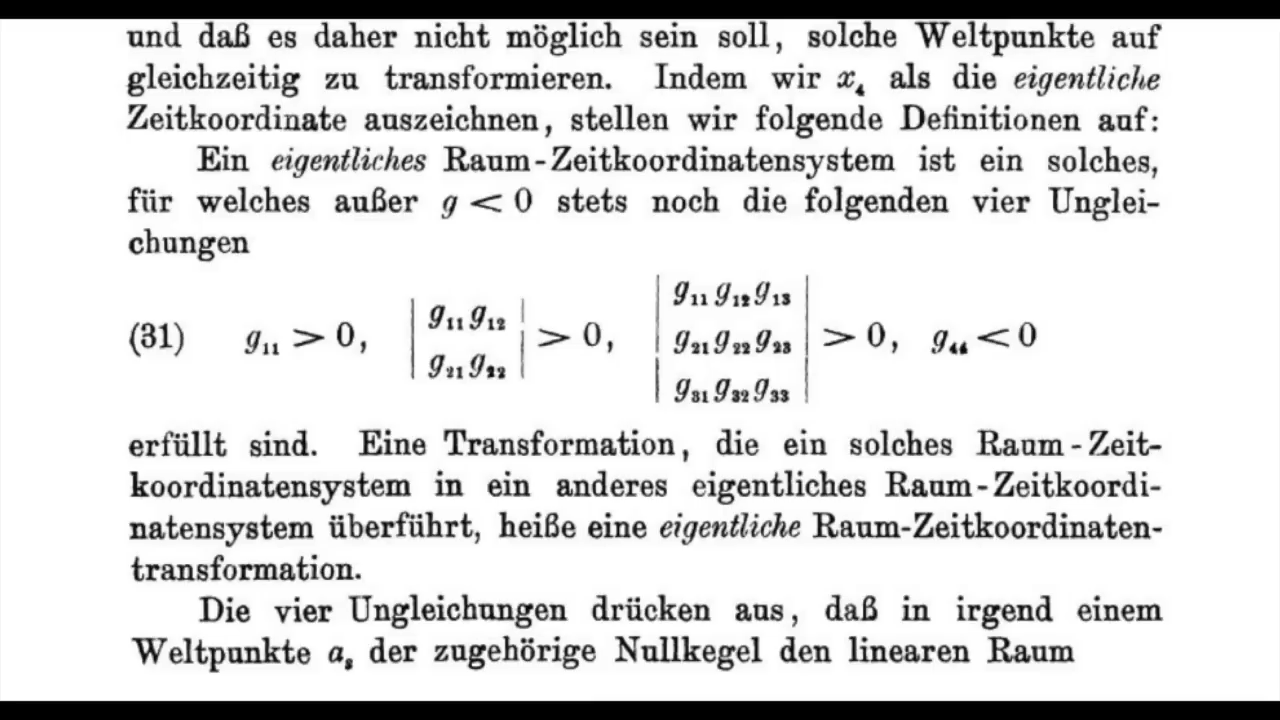 und daß es daher nicht möglich sein soll, solche Weltpunkte auf
gleichzeitig zu transformieren. Indem wir x₄ als die eigentliche
Zeitkoordinate auszeichnen, stellen wir folgende Definitionen auf:
Ein eigentliches Raum-Zeitkoordinatensystem ist ein solches,
für welches außer g < 0 stets noch die folgenden vier Unglei-
chungen
(31) g₁₁ > 0, | g₁₁ g₁₂ ; g₂₁ g₂₂ | > 0, | g₁₁ g₁₂ g₁₃ ; g₂₁ g₂₂ g₂₃ ; g₃₁ g₃₂ g₃₃ | > 0, g₄₄ < 0
erfüllt sind. Eine Transformation, die ein solches Raum-Zeit-
koordinatensystem in ein anderes eigentliches Raum-Zeitkoordi-
natensystem überführt, heiße eine eigentliche Raum-Zeitkoordinaten-
transformation.
Die vier Ungleichungen drücken aus, daß in irgend einem
Weltpunkte aₛ der zugehörige Nullkegel den linearen Raum